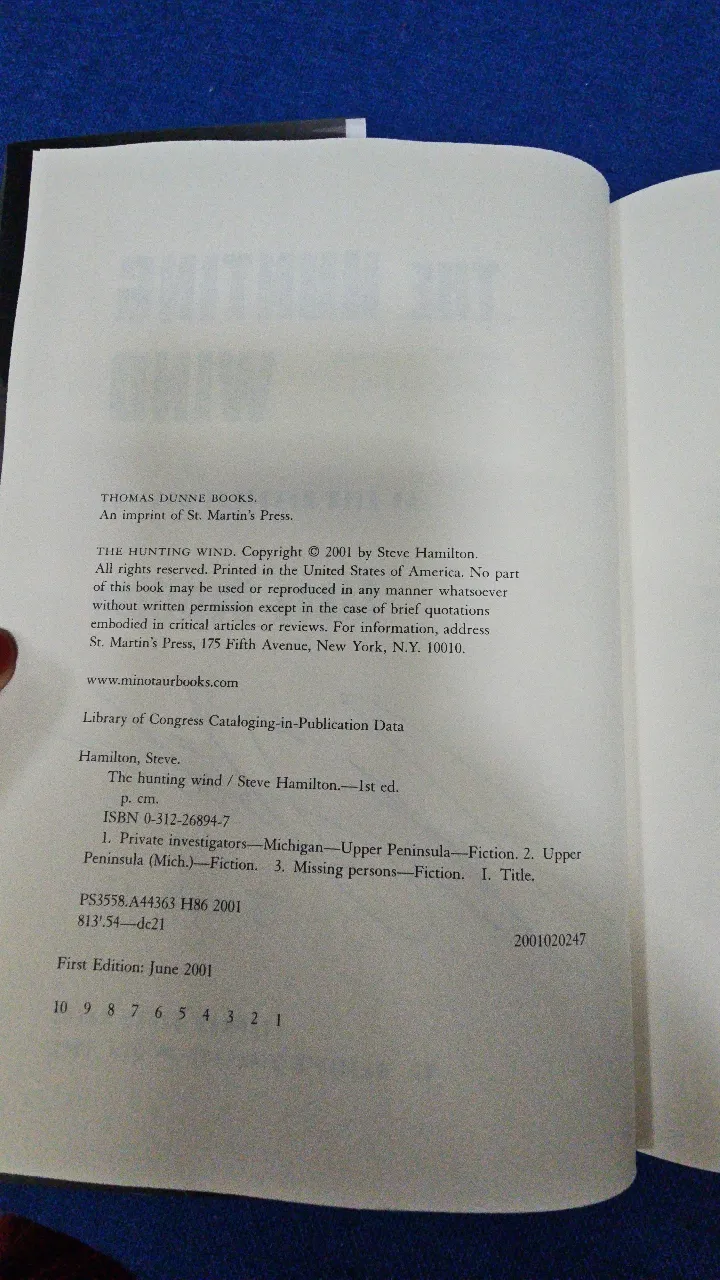 THOMAS DUNNE BOOKS.
An imprint of St. Martin's Press.
THE HUNTING WIND. Copyright © 2001 by Steve Hamilton.
All rights reserved. Printed in the United States of America. No part
of this book may be used or reproduced in any manner whatsoever
without written permission except in the case of brief quotations
embodied in critical articles or reviews. For information, address
St. Martin's Press, 175 Fifth Avenue, New York, N.Y. 10010.
www.minotaurbooks.com
Library of Congress Cataloging-in-Publication Data
Hamilton, Steve.
The hunting wind / Steve Hamilton.—1st ed.
p. cm.
ISBN 0-312-26894-7
1. Private investigators—Michigan—Upper Peninsula—Fiction. 2. Upper
Peninsula (Mich.)—Fiction. 3. Missing persons—Fiction. I. Title.
PS3558.A44363 H86 2001
813'.54—dc21
2001020247
First Edition: June 2001
10 9 8 7 6 5 4 3 2 1